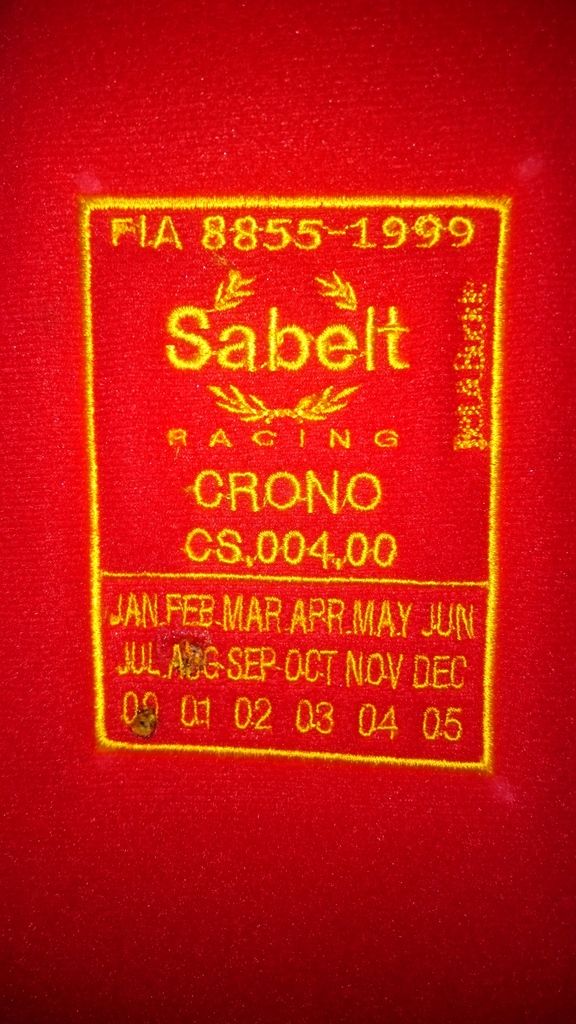 FIA 8855-1999
Sabelt
RACING
CRONO
CS.004.00
JAN.FEB.MAR.APR.MAY JUN
JUL.AUG-SEP-OCT NOV DEC
00 01 02 03 04 05